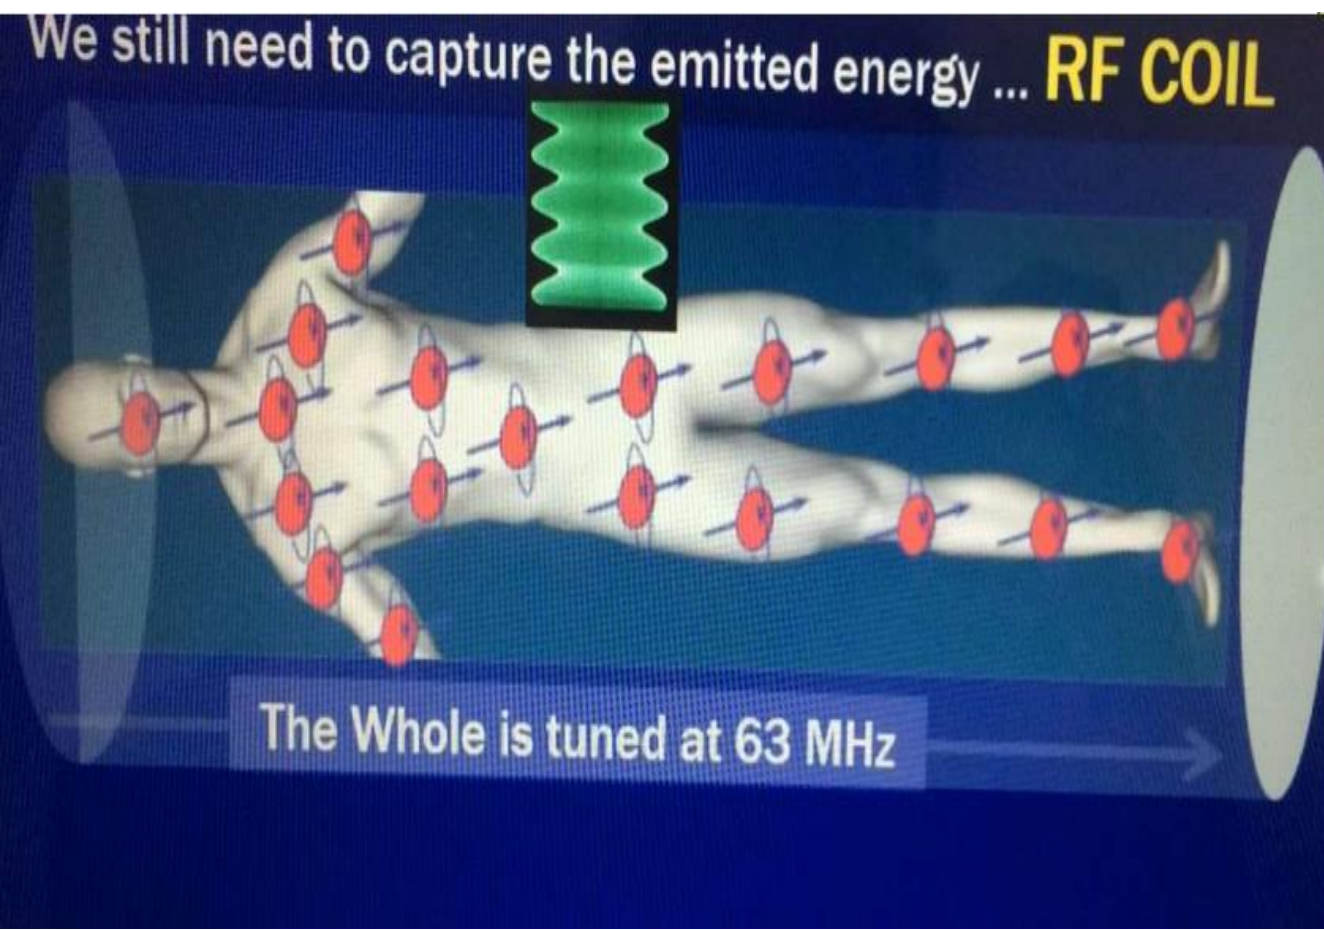 We still need to capture the emitted energy ... RF COIL
The Whole is tuned at 63 MHz